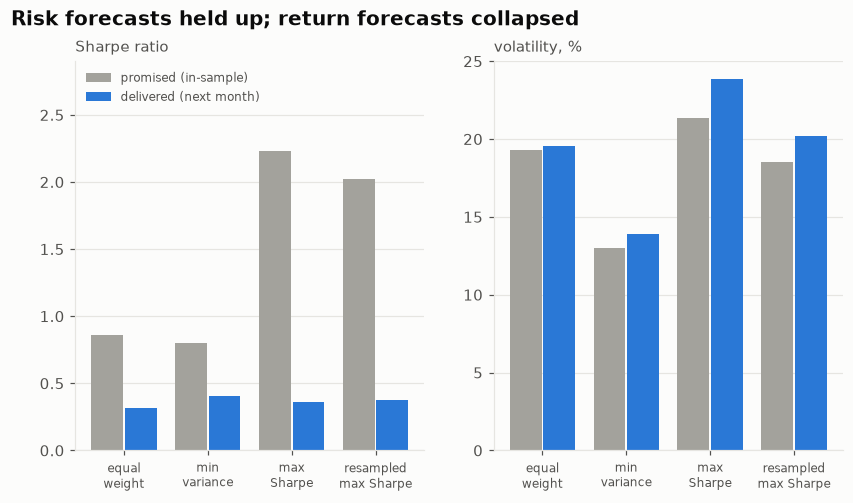 Risk forecasts held up; return forecasts collapsed
Sharpe ratio
promised (in-sample)
delivered (next month)
2.5
2.0
1.5
1.0
0.5
0.0
equal
weight
min
variance
max
Sharpe
resampled
max Sharpe
volatility, %
25
20
15
10
5
0
equal
weight
min
variance
max
Sharpe
resampled
max Sharpe